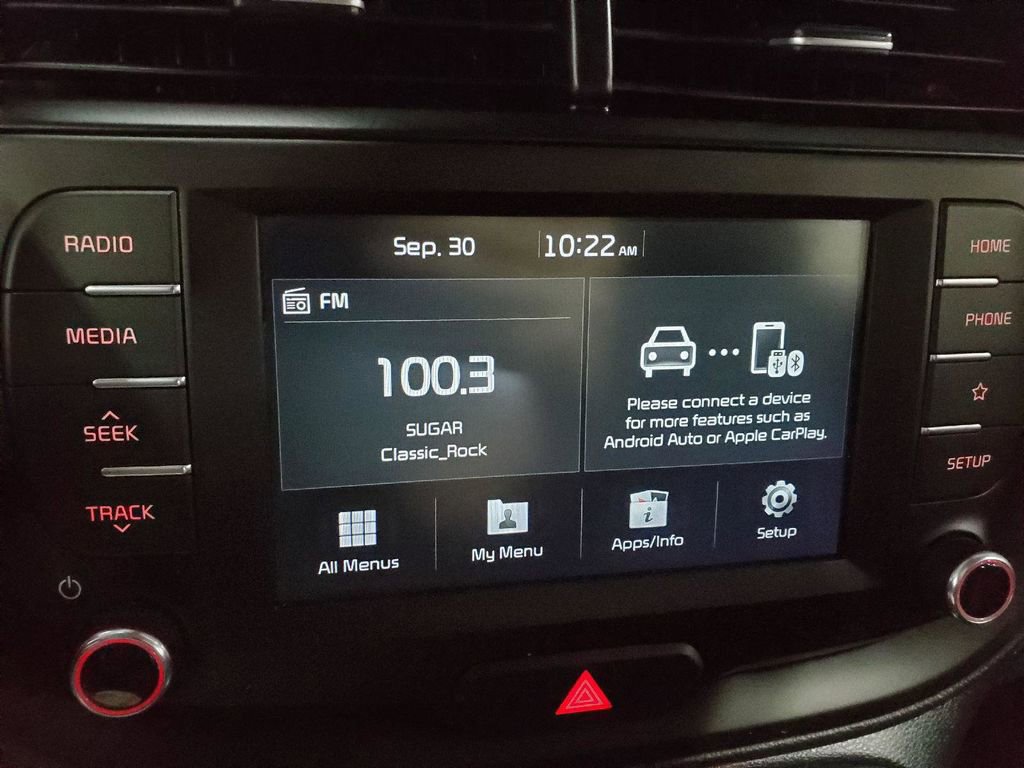 RADIO
MEDIA
SEEK
TRACK
Sep. 30
10:22 AM
FM
100.3
SUGAR
Classic_Rock
Please connect a device
for more features such as
Android Auto or Apple CarPlay.
All Menus
My Menu
Apps/Info
Setup
HOME
PHONE
SETUP